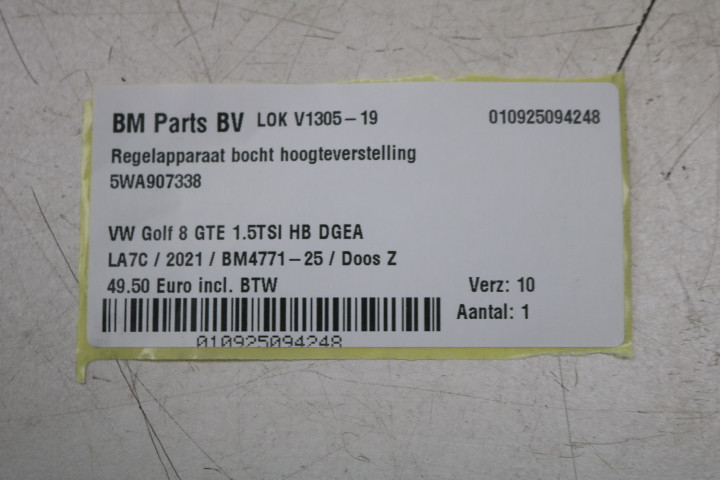 BM Parts BV LOK V1305-19 010925094248
Regelapparaat bocht hoogteverstelling
5WA907338
VW Golf 8 GTE 1.5TSI HB DGEA
LA7C / 2021 / BM4771-25 / Doos Z
49.50 Euro incl. BTW Verz: 10
Aantal: 1
010925094248